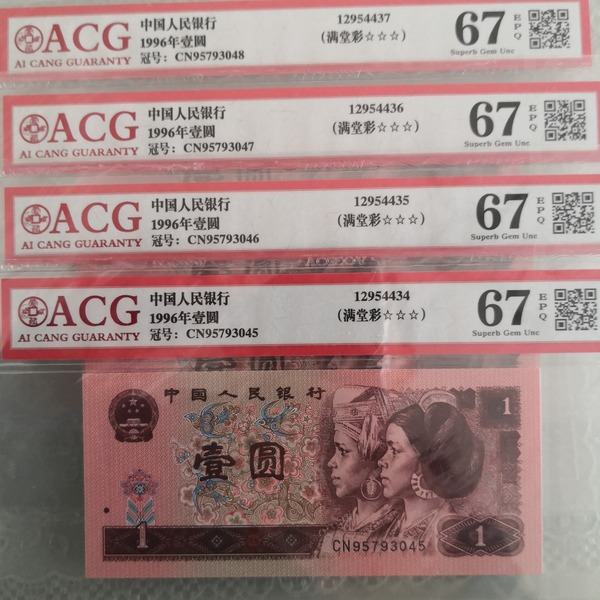 ACG
AI CANG GUARANTY
中国人民银行
1996年壹圆
冠号：CN95793048
12954437
(满堂彩☆☆☆)
67
EPQ
Superb Gem Unc
ACG
AI CANG GUARANTY
中国人民银行
1996年壹圆
冠号：CN95793047
12954436
(满堂彩☆☆☆)
67
EPQ
Superb Gem Unc
ACG
AI CANG GUARANTY
中国人民银行
1996年壹圆
冠号：CN95793046
12954435
(满堂彩☆☆☆)
67
EPQ
Superb Gem Unc
ACG
AI CANG GUARANTY
中国人民银行
1996年壹圆
冠号：CN95793045
12954434
(满堂彩☆☆☆)
67
EPQ
Superb Gem Unc
中国人民银行
1
壹圆
1
CN95793045
1